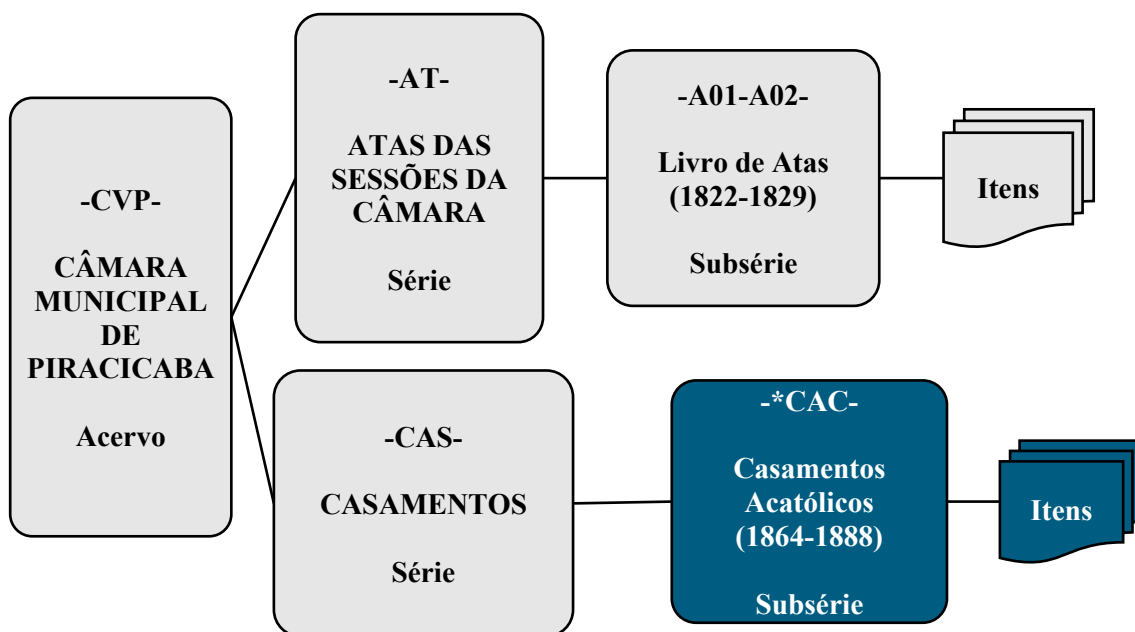 -CVP-
CÂMARA
MUNICIPAL
DE
PIRACICABA
Acervo
-AT-
ATAS DAS
SESSÕES DA
CÂMARA
Série
-A01-A02-
Livro de Atas
(1822-1829)
Subsérie
Itens
-CAS-
CASAMENTOS
Série
-*CAC-
Casamentos
Acatólicos
(1864-1888)
Subsérie
Itens